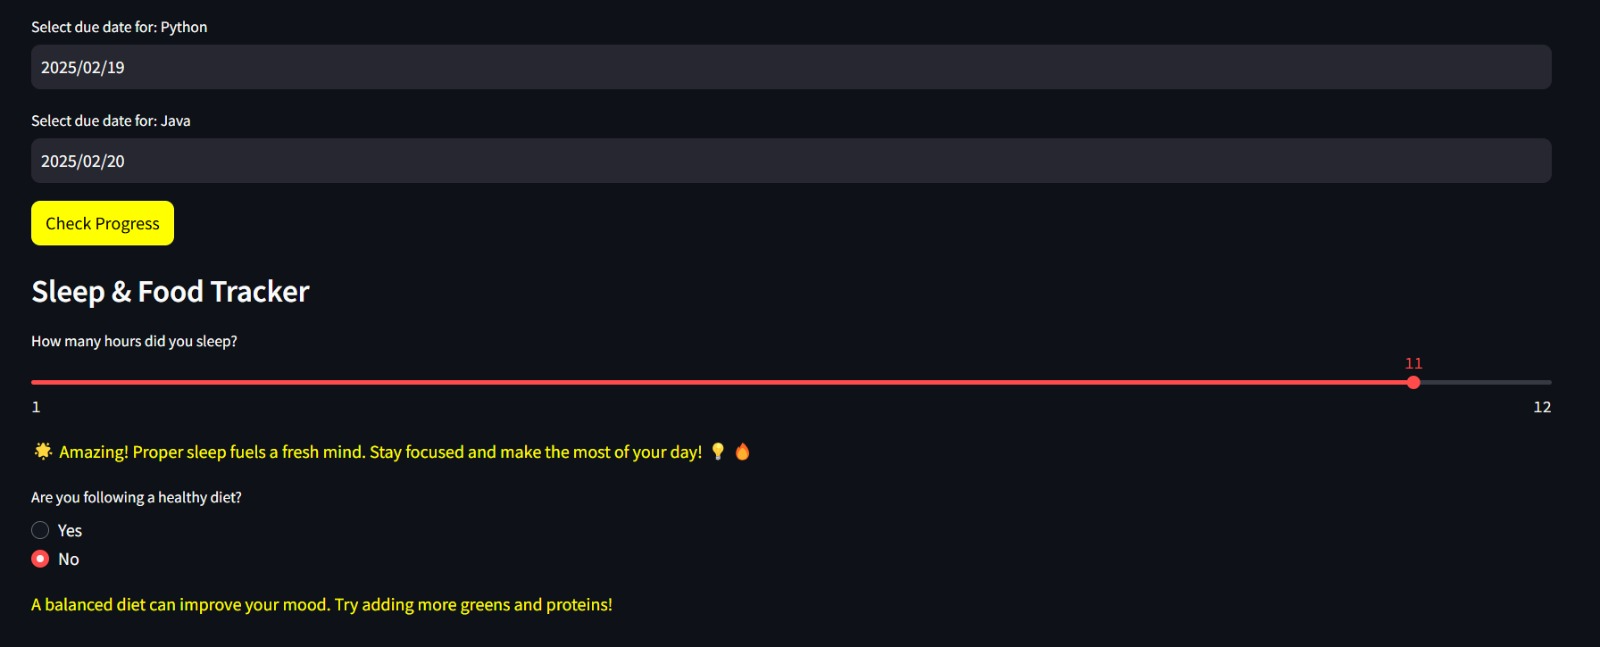 Select due date for: Python
2025/02/19
Select due date for: Java
2025/02/20
Check Progress
Sleep & Food Tracker
How many hours did you sleep?
11
1 12
🌟 Amazing! Proper sleep fuels a fresh mind. Stay focused and make the most of your day! 💡 🔥
Are you following a healthy diet?
Yes
No
A balanced diet can improve your mood. Try adding more greens and proteins!